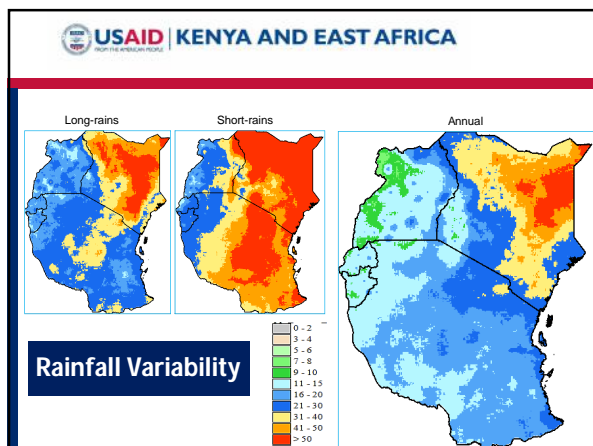 USAID KENYA AND EAST AFRICA
FROM THE AMERICAN PEOPLE
Long-rains
Short-rains
Annual
0 - 2
3 - 4
5 - 6
7 - 8
9 - 10
11 - 15
16 - 20
21 - 30
31 - 40
41 - 50
> 50
Rainfall Variability